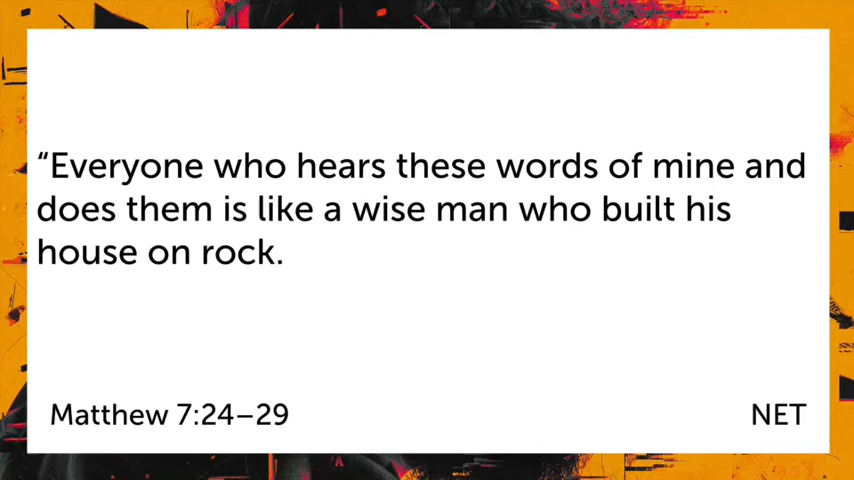 “Everyone who hears these words of mine and
does them is like a wise man who built his
house on rock.
Matthew 7:24–29
NET